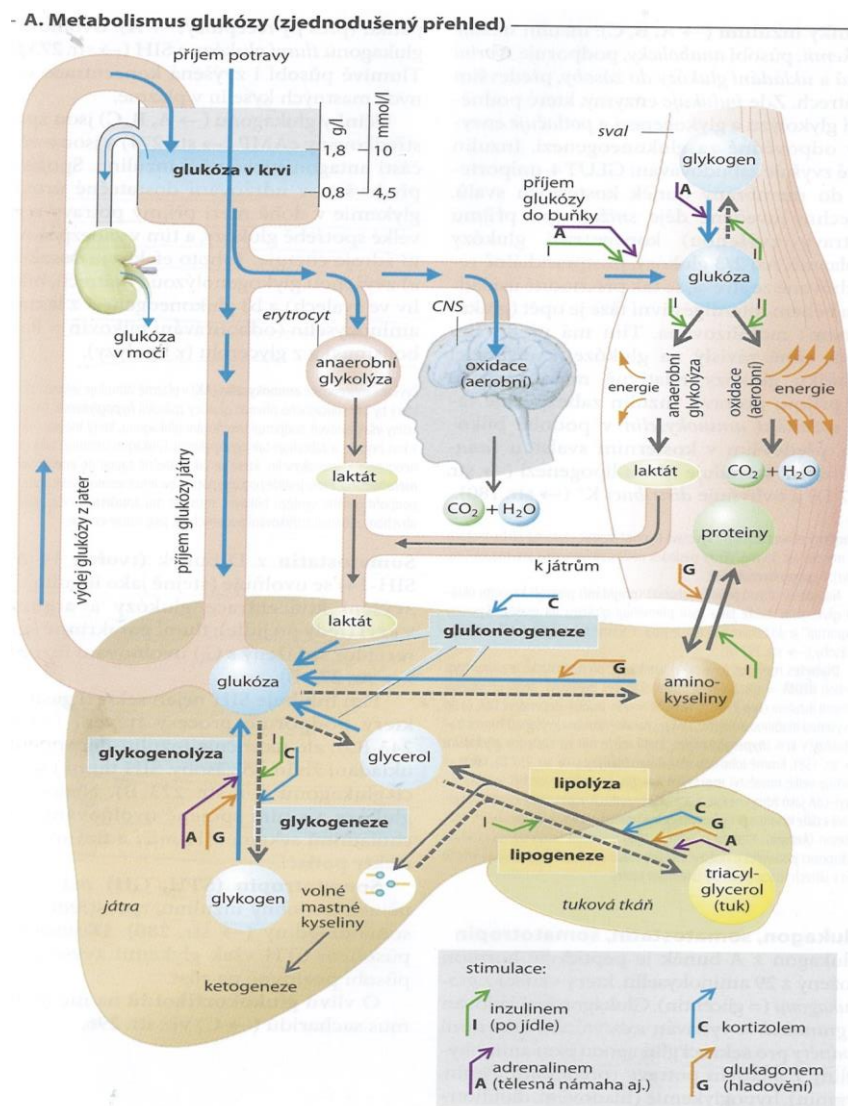 A. Metabolismus glukózy (zjednodušený přehled)
příjem potravy
g/l
mmol/l
1,8
10
glukóza v krvi
0,8
4,5
sval
glykogen
A
I
příjem
glukózy
do buňky
A
I
glukóza
I
I
glukóza
v moči
erytrocyt
anaerobní
glykolýza
CNS
oxidace
(aerobní)
energie
anaerobní
glykolýza
oxidace
(aerobní)
energie
laktát
CO2 + H2O
laktát
CO2 + H2O
proteiny
výdej glukózy z jater
příjem glukózy játry
k játrům
G
I
laktát
C
glukoneogeneze
glukóza
G
amino-
kyseliny
glykogenolýza
I
C
glycerol
A
G
glykogeneze
lipolýza
C
G
A
I
lipogeneze
triacyl-
glycerol
(tuk)
tuková tkáň
játra
glykogen
volné
mastné
kyseliny
ketogeneze
stimulace:
I
inzulinem
(po jídle)
C
kortizolem
A
adrenalinem
(tělesná námaha aj.)
G
glukagonem
(hladovění)